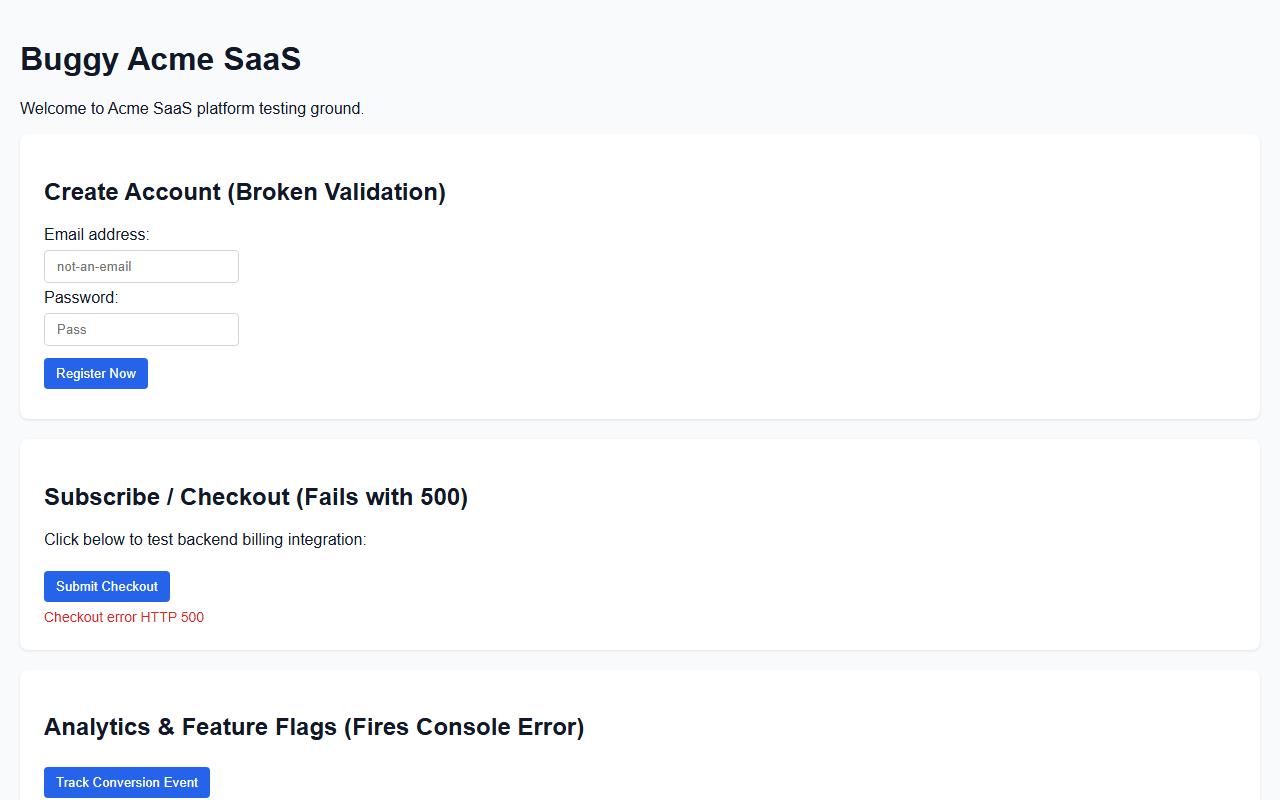 Buggy Acme SaaS
Welcome to Acme SaaS platform testing ground.
Create Account (Broken Validation)
Email address:
not-an-email
Password:
Pass
Register Now
Subscribe / Checkout (Fails with 500)
Click below to test backend billing integration:
Submit Checkout
Checkout error HTTP 500
Analytics & Feature Flags (Fires Console Error)
Track Conversion Event